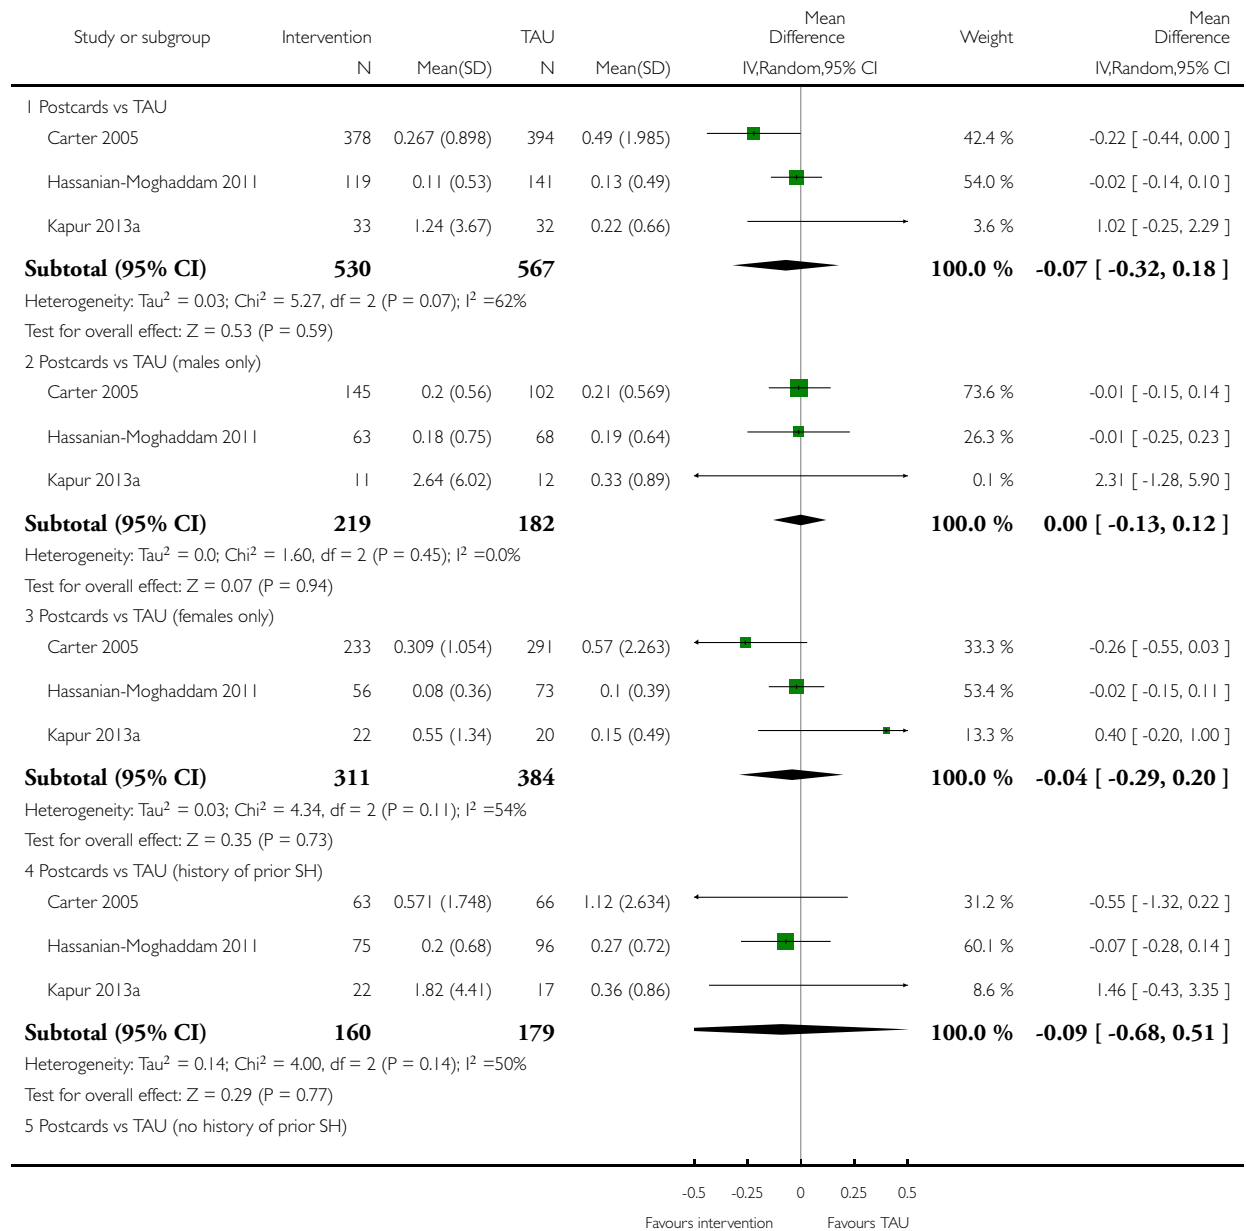 Study or subgroup Intervention TAU Mean Difference Weight Mean Difference
N Mean(SD) N Mean(SD) IV,Random,95% CI IV,Random,95% CI
1 Postcards vs TAU
Carter 2005 378 0.267 (0.898) 394 0.49 (1.985) 42.4 % -0.22 [ -0.44, 0.00 ]
Hassanian-Moghaddam 2011 119 0.11 (0.53) 141 0.13 (0.49) 54.0 % -0.02 [ -0.14, 0.10 ]
Kapur 2013a 33 1.24 (3.67) 32 0.22 (0.66) 3.6 % 1.02 [ -0.25, 2.29 ]
Subtotal (95% CI) 530 567 100.0 % -0.07 [ -0.32, 0.18 ]
Heterogeneity: Tau² = 0.03; Chi² = 5.27, df = 2 (P = 0.07); I² =62%
Test for overall effect: Z = 0.53 (P = 0.59)
2 Postcards vs TAU (males only)
Carter 2005 145 0.2 (0.56) 102 0.21 (0.569) 73.6 % -0.01 [ -0.15, 0.14 ]
Hassanian-Moghaddam 2011 63 0.18 (0.75) 68 0.19 (0.64) 26.3 % -0.01 [ -0.25, 0.23 ]
Kapur 2013a 11 2.64 (6.02) 12 0.33 (0.89) 0.1 % 2.31 [ -1.28, 5.90 ]
Subtotal (95% CI) 219 182 100.0 % 0.00 [ -0.13, 0.12 ]
Heterogeneity: Tau² = 0.0; Chi² = 1.60, df = 2 (P = 0.45); I² =0.0%
Test for overall effect: Z = 0.07 (P = 0.94)
3 Postcards vs TAU (females only)
Carter 2005 233 0.309 (1.054) 291 0.57 (2.263) 33.3 % -0.26 [ -0.55, 0.03 ]
Hassanian-Moghaddam 2011 56 0.08 (0.36) 73 0.1 (0.39) 53.4 % -0.02 [ -0.15, 0.11 ]
Kapur 2013a 22 0.55 (1.34) 20 0.15 (0.49) 13.3 % 0.40 [ -0.20, 1.00 ]
Subtotal (95% CI) 311 384 100.0 % -0.04 [ -0.29, 0.20 ]
Heterogeneity: Tau² = 0.03; Chi² = 4.34, df = 2 (P = 0.11); I² =54%
Test for overall effect: Z = 0.35 (P = 0.73)
4 Postcards vs TAU (history of prior SH)
Carter 2005 63 0.571 (1.748) 66 1.12 (2.634) 31.2 % -0.55 [ -1.32, 0.22 ]
Hassanian-Moghaddam 2011 75 0.2 (0.68) 96 0.27 (0.72) 60.1 % -0.07 [ -0.28, 0.14 ]
Kapur 2013a 22 1.82 (4.41) 17 0.36 (0.86) 8.6 % 1.46 [ -0.43, 3.35 ]
Subtotal (95% CI) 160 179 100.0 % -0.09 [ -0.68, 0.51 ]
Heterogeneity: Tau² = 0.14; Chi² = 4.00, df = 2 (P = 0.14); I² =50%
Test for overall effect: Z = 0.29 (P = 0.77)
5 Postcards vs TAU (no history of prior SH)
-0.5 -0.25 0 0.25 0.5
Favours intervention Favours TAU